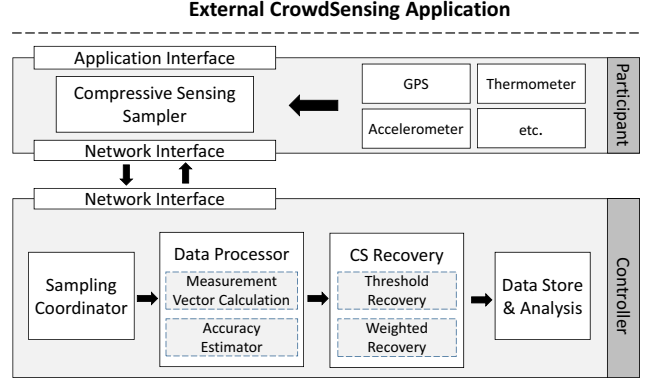 External CrowdSensing Application
Application Interface
Compressive Sensing
Sampler
GPS
Thermometer
Accelerometer
etc.
Participant
Network Interface
Network Interface
Sampling
Coordinator
Data Processor
Measurement
Vector Calculation
Accuracy
Estimator
CS Recovery
Threshold
Recovery
Weighted
Recovery
Data Store
& Analysis
Controller